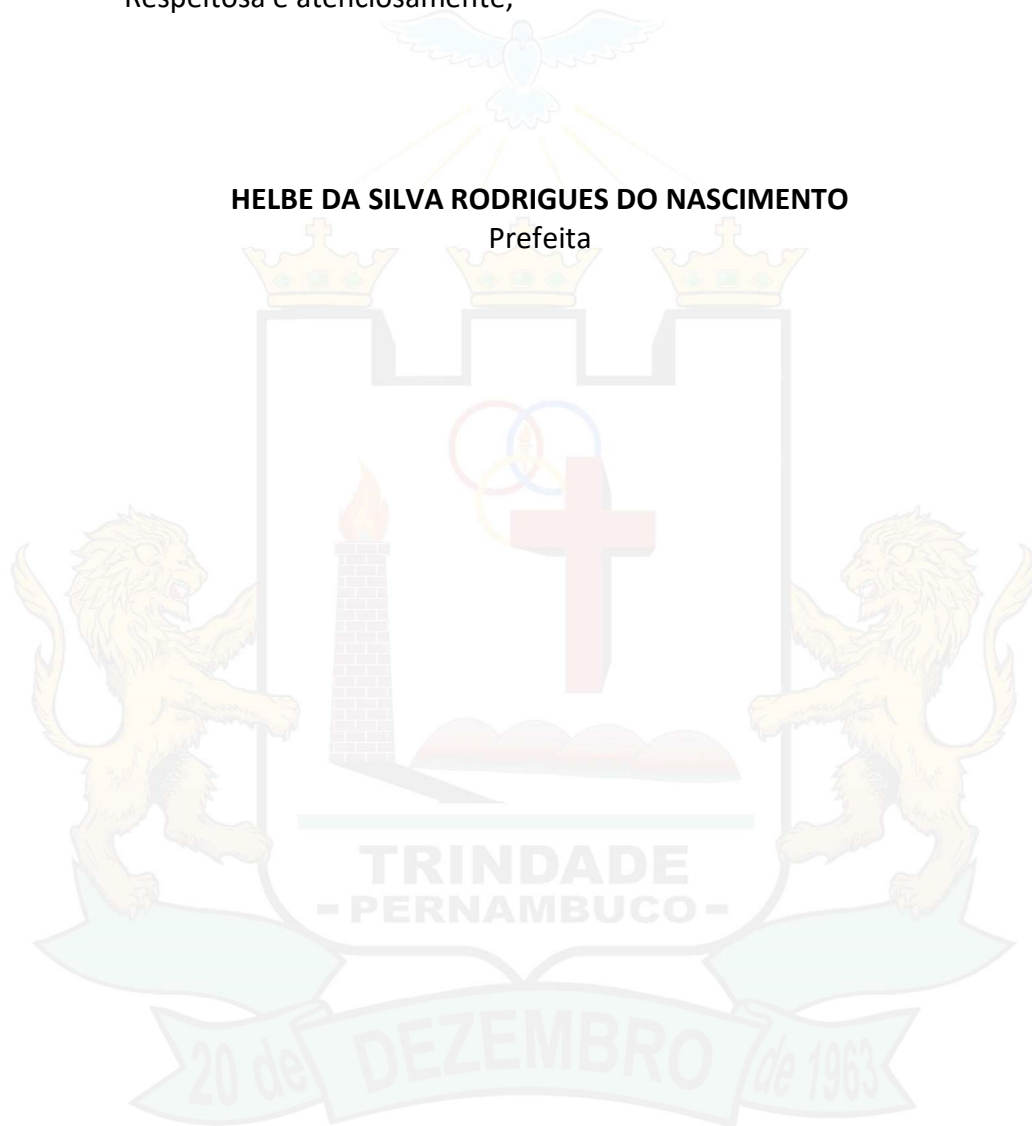 Respeitosa e atenciosamente,
HELBE DA SILVA RODRIGUES DO NASCIMENTO
Prefeita
TRINDADE
- PERNAMBUCO -
20 de DEZEMBRO de 1963